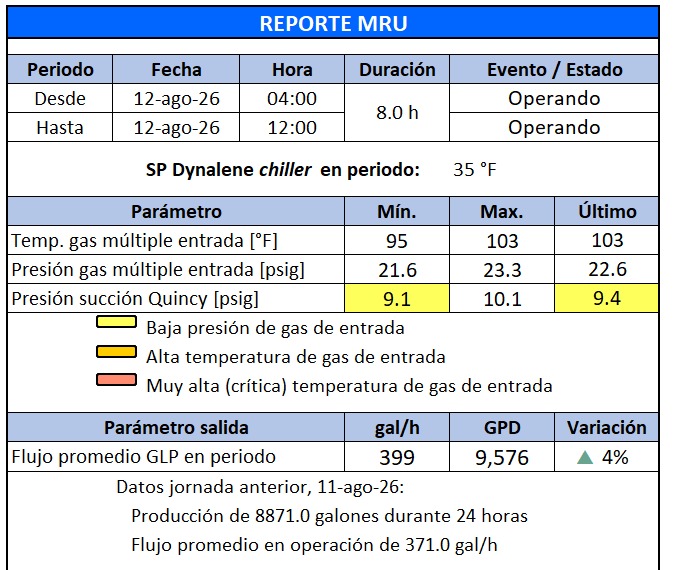 REPORTE MRU
Periodo Fecha Hora Duración Evento / Estado
Desde 12-ago-26 04:00 8.0 h Operando
Hasta 12-ago-26 12:00 Operando
SP Dynalene chiller en periodo: 35 °F
Parámetro Mín. Max. Último
Temp. gas múltiple entrada [°F] 95 103 103
Presión gas múltiple entrada [psig] 21.6 23.3 22.6
Presión succión Quincy [psig] 9.1 10.1 9.4
Baja presión de gas de entrada
Alta temperatura de gas de entrada
Muy alta (crítica) temperatura de gas de entrada
Parámetro salida gal/h GPD Variación
Flujo promedio GLP en periodo 399 9,576 ▲ 4%
Datos jornada anterior, 11-ago-26:
Producción de 8871.0 galones durante 24 horas
Flujo promedio en operación de 371.0 gal/h